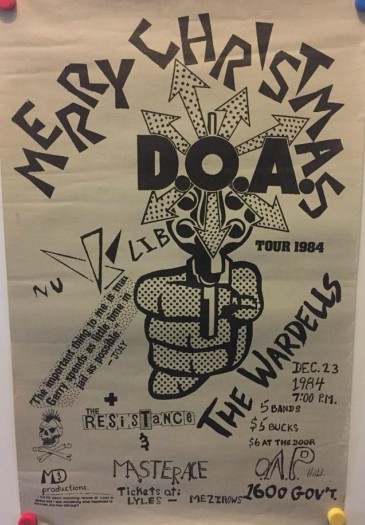 MERRY CHRISTMAS
D.O.A.
TOUR 1984
NU V LIB
The important thing to me is that
Gerry spends as little time in
jail as possible."
—JOEY
THE WARDELLS
DEC. 23
1984
7:00 P.M.
5 BANDS
$5 BUCKS
$6 AT THE DOOR
+
THE RESiSTANCE
&
MASTERACE
O.A.P. HALL
1600 GOV'T.
MD
productions.
Tickets at:
LYLES — MEZZROWS